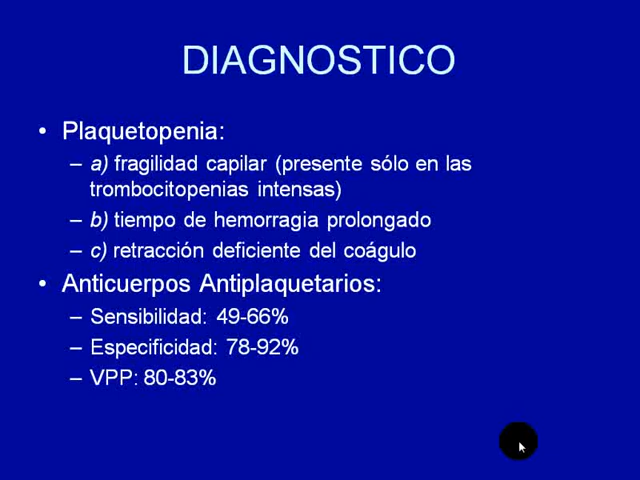 DIAGNOSTICO
• Plaquetopenia:
– a) fragilidad capilar (presente sólo en las
trombocitopenias intensas)
– b) tiempo de hemorragia prolongado
– c) retracción deficiente del coágulo
• Anticuerpos Antiplaquetarios:
– Sensibilidad: 49-66%
– Especificidad: 78-92%
– VPP: 80-83%